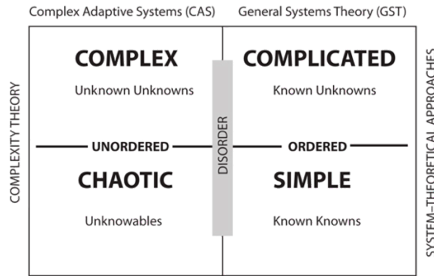 Complex Adaptive Systems (CAS)
General Systems Theory (GST)
COMPLEX
Unknown Unknowns
COMPLICATED
Known Unknowns
COMPLEXITY THEORY
UNORDERED
DISORDER
ORDERED
SYSTEM–THEORETICAL APPROACHES
CHAOTIC
Unknowables
SIMPLE
Known Knowns